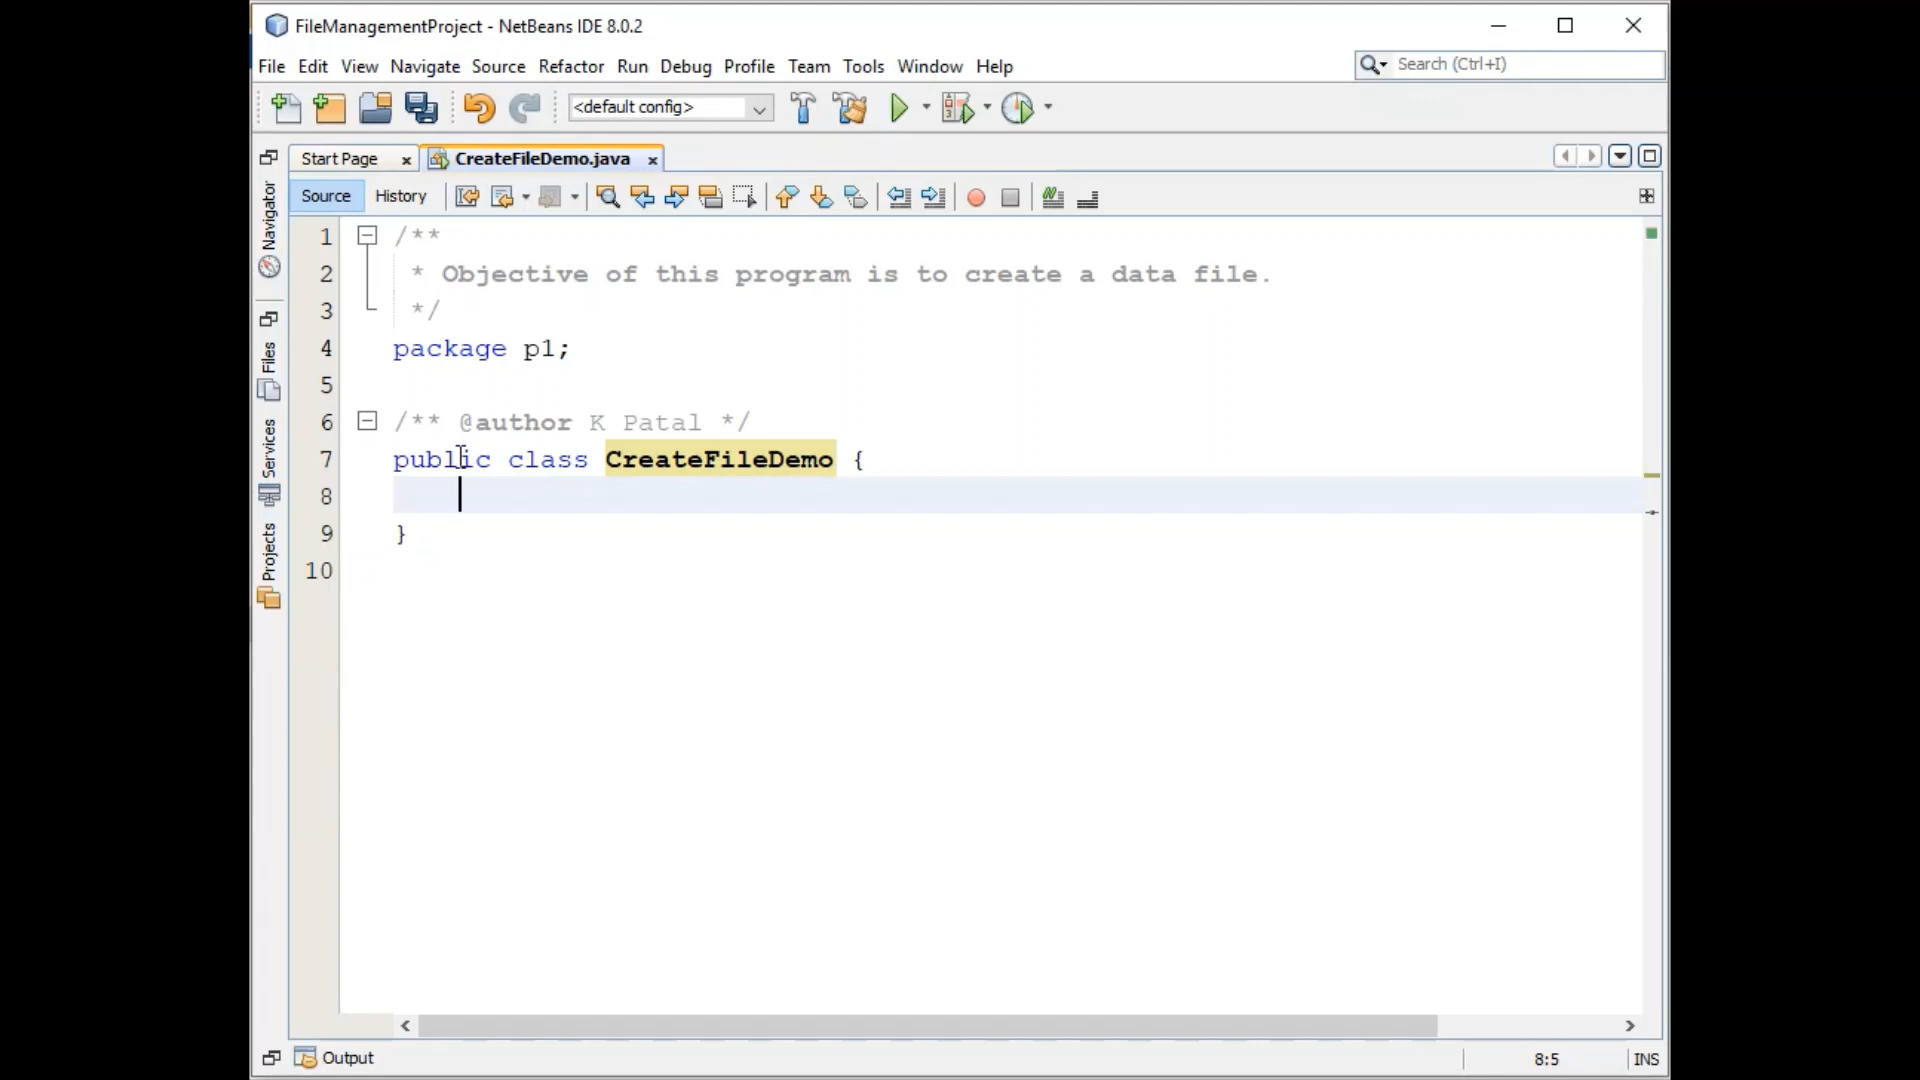 FileManagementProject - NetBeans IDE 8.0.2
File Edit View Navigate Source Refactor Run Debug Profile Team Tools Window Help
Search (Ctrl+I)
<default config>
Start Page x CreateFileDemo.java x
Source History
Navigator
Files
Services
Projects
1 /**
2 * Objective of this program is to create a data file.
3 */
4 package p1;
5
6 /** @author K Patal */
7 public class CreateFileDemo {
8
9 }
10
Output
8:5 INS